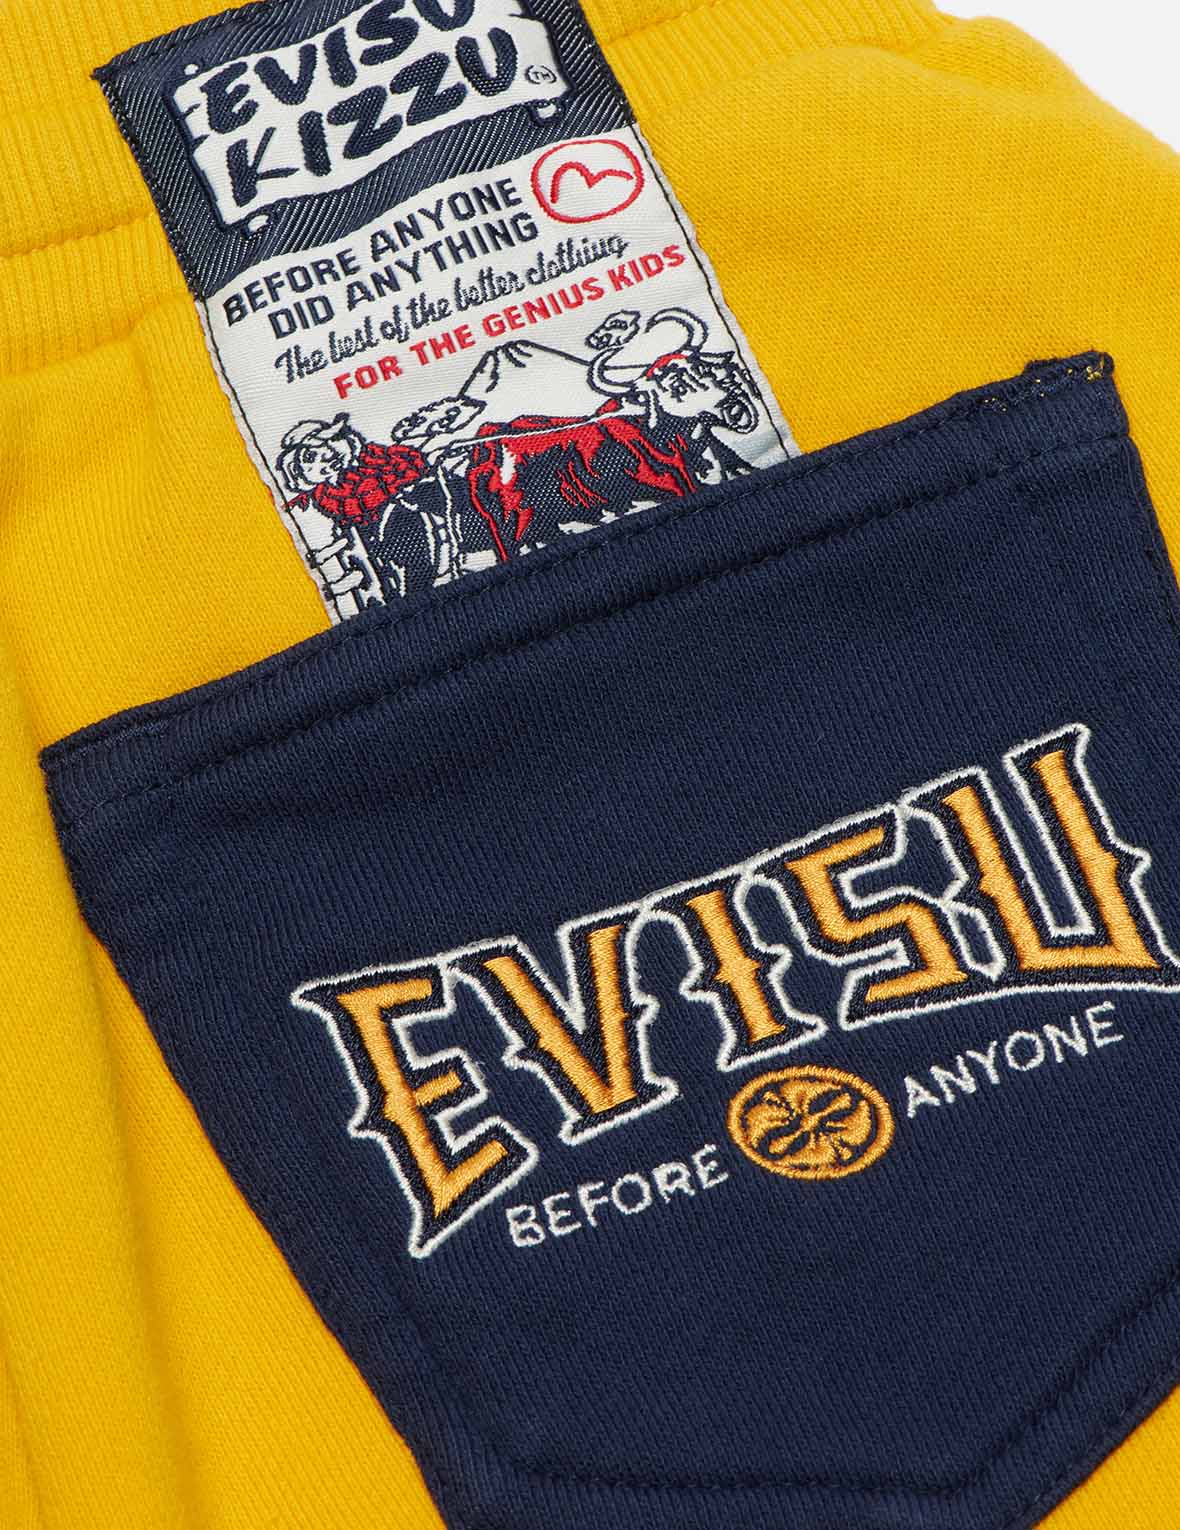 EVISU
KIZZU
TM
BEFORE ANYONE
DID ANYTHING
The best of the better clothing
FOR THE GENIUS KIDS
EVISU
BEFORE ANYONE